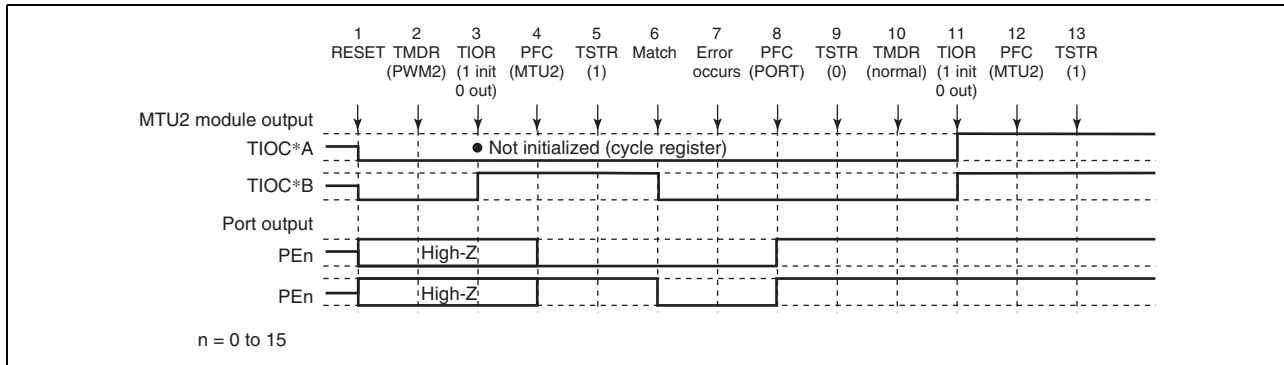 1 2 3 4 5 6 7 8 9 10 11 12 13
RESET TMDR TIOR PFC TSTR Match Error PFC TSTR TMDR TIOR PFC TSTR
(PWM2) (1 init (MTU2) (1) occurs (PORT) (0) (normal) (1 init (MTU2) (1)
0 out) 0 out)
MTU2 module output
TIOC*A
● Not initialized (cycle register)
TIOC*B
Port output
PEn High-Z
PEn High-Z
n = 0 to 15